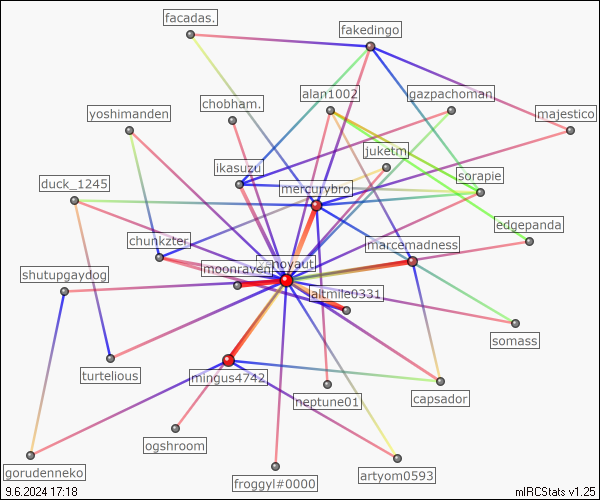 facadas.
fakedingo
alan1002
gazpachoman.
chobham.
yoshimanden
majestico
juketm
ikasuzu
sorapie
duck_1245
mercurybro.
edgepanda
chunkzter
marcemadness
xenoyaut
moonraven
shutupgaydog
altmile0331
somass
turtelious
mingus4742
neptune01
capsador
ogshroom
gorudenneko
froggyl#0000
artyom0593
9.6.2024 17:18
mIRCStats v1.25